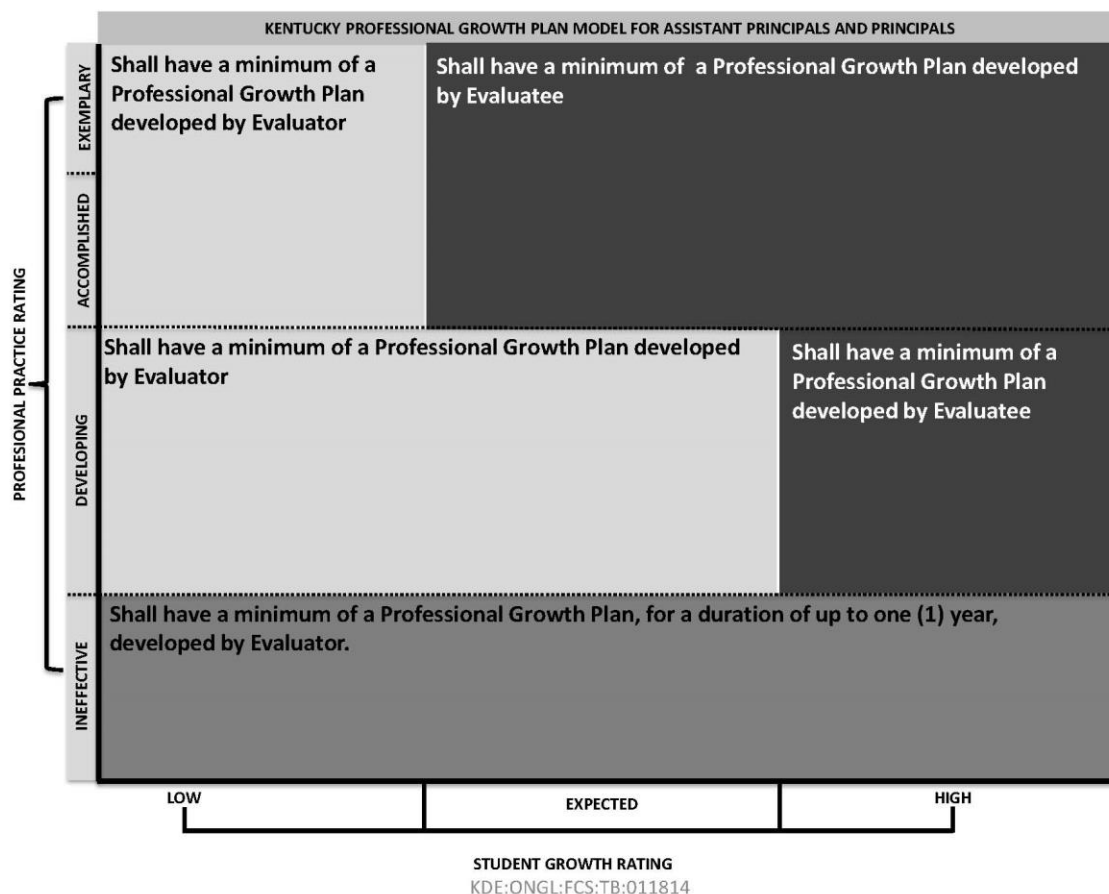 KENTUCKY PROFESSIONAL GROWTH PLAN MODEL FOR ASSISTANT PRINCIPALS AND PRINCIPALS
EXEMPLARY
Shall have a minimum of a
Professional Growth Plan
developed by Evaluator
Shall have a minimum of a Professional Growth Plan developed
by Evaluatee
ACCOMPLISHED
PROFESIONAL PRACTICE RATING
DEVELOPING
Shall have a minimum of a Professional Growth Plan developed
by Evaluator
Shall have a minimum of a
Professional Growth Plan
developed by Evaluatee
INEFFECTIVE
Shall have a minimum of a Professional Growth Plan, for a duration of up to one (1) year,
developed by Evaluator.
LOW
EXPECTED
HIGH
STUDENT GROWTH RATING
KDE:ONGL:FCS:TB:011814